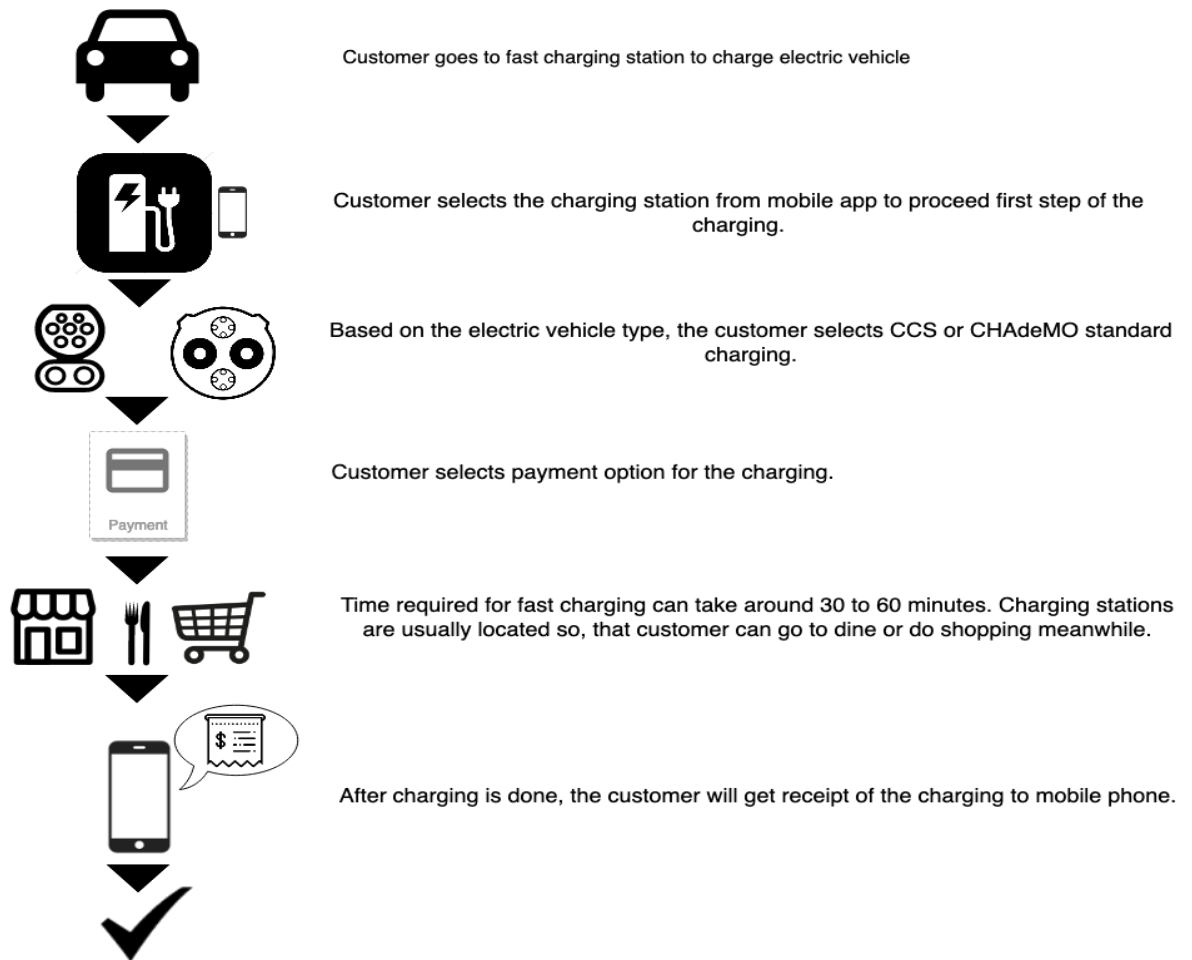 Customer goes to fast charging station to charge electric vehicle
Customer selects the charging station from mobile app to proceed first step of the
charging.
Based on the electric vehicle type, the customer selects CCS or CHAdeMO standard
charging.
Customer selects payment option for the charging.
Payment
Time required for fast charging can take around 30 to 60 minutes. Charging stations
are usually located so, that customer can go to dine or do shopping meanwhile.
$
After charging is done, the customer will get receipt of the charging to mobile phone.